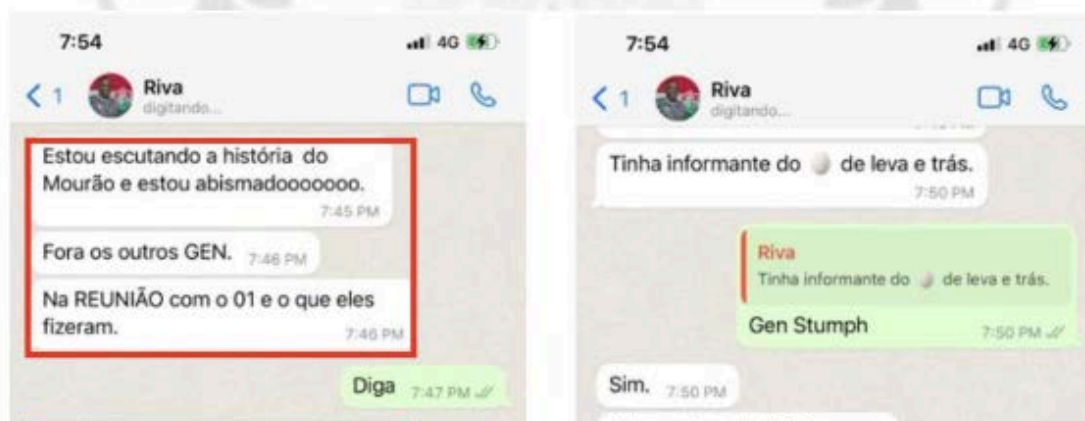 7:54
4G
1
Riva
digitando...
Estou escutando a história do
Mourão e estou abismadooooooo.
7:45 PM
Fora os outros GEN. 7:46 PM
Na REUNIÃO com o 01 e o que eles
fizeram. 7:46 PM
Diga 7:47 PM
7:54
4G
1
Riva
digitando...
Tinha informante do 🥚 de leva e trás.
7:50 PM
Riva
Tinha informante do 🥚 de leva e trás.
Gen Stumph 7:50 PM
Sim. 7:50 PM